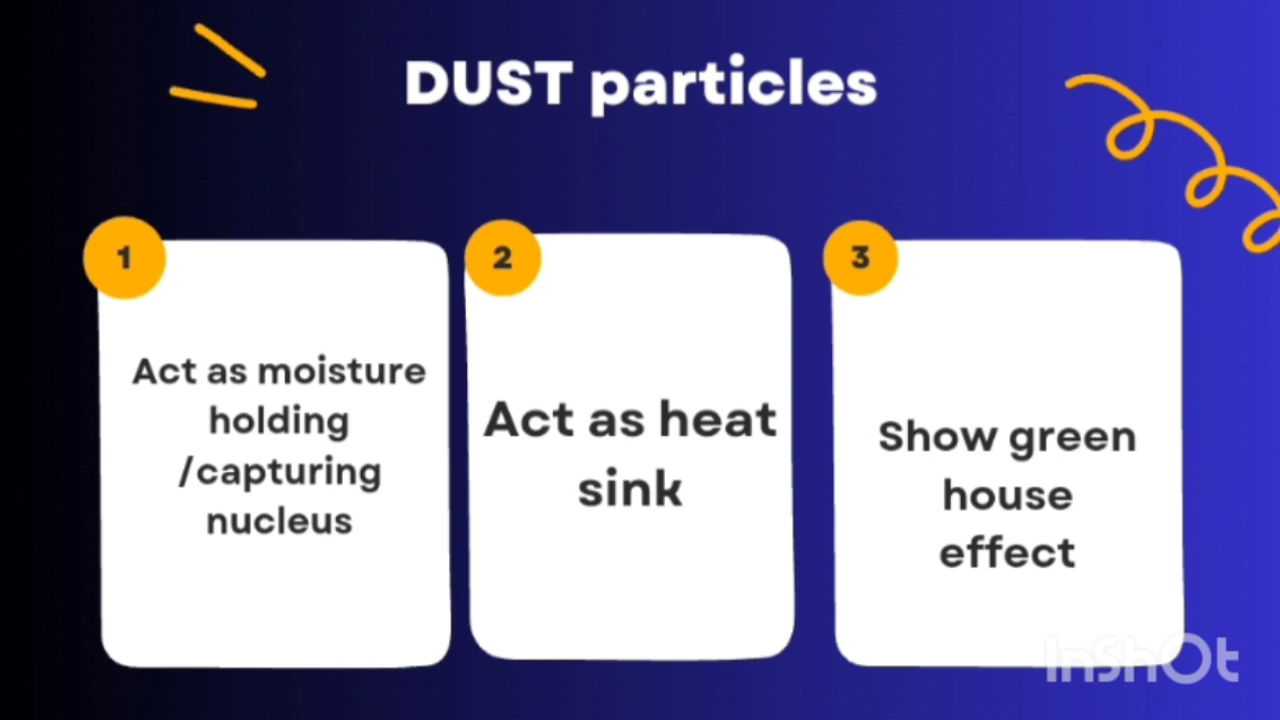 DUST particles
1
Act as moisture
holding
/capturing
nucleus
2
Act as heat
sink
3
Show green
house
effect
InShOt